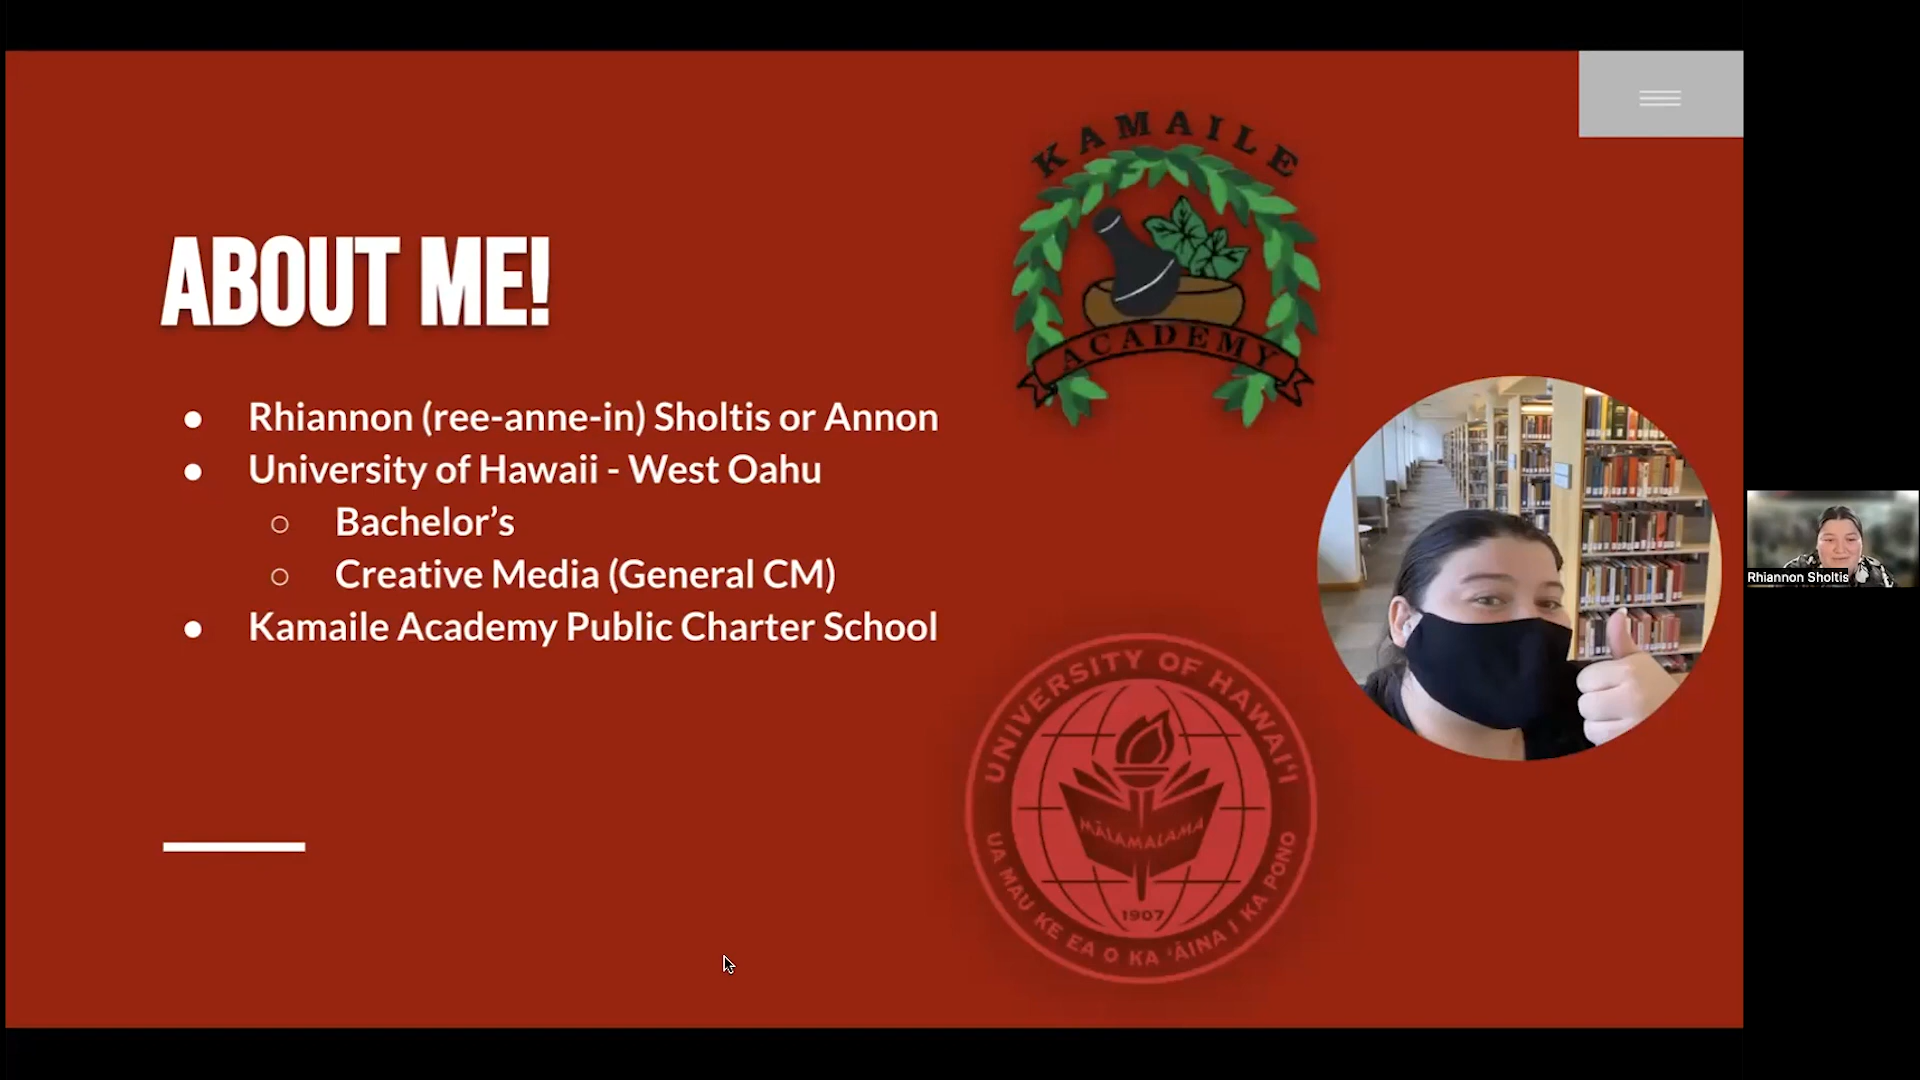 KAMAILE
ACADEMY
ABOUT ME!
● Rhiannon (ree-anne-in) Sholtis or Annon
● University of Hawaii - West Oahu
○ Bachelor's
○ Creative Media (General CM)
● Kamaile Academy Public Charter School
UNIVERSITY OF HAWAIʻI
MĀLAMALAMA
1907
UA MAU KE EA O KA ʻĀINA I KA PONO
Rhiannon Sholtis